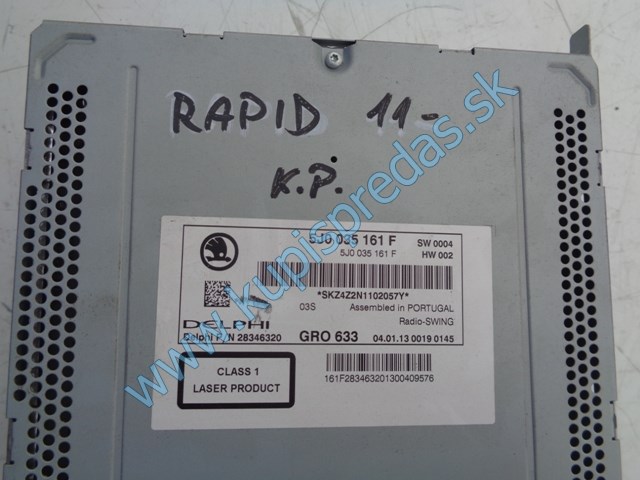 RAPID 11-
K.P.
5J0 035 161 F SW 0004
5J0 035 161 F HW 002
*SKZ4Z2N1102057Y*
03S Assembled in PORTUGAL
DELPHI Radio-SWING
Delphi P/N 28346320 GRO 633 04.01.13 0019 0145
CLASS 1
LASER PRODUCT
161F283463201300409576
www.kupispredas.sk